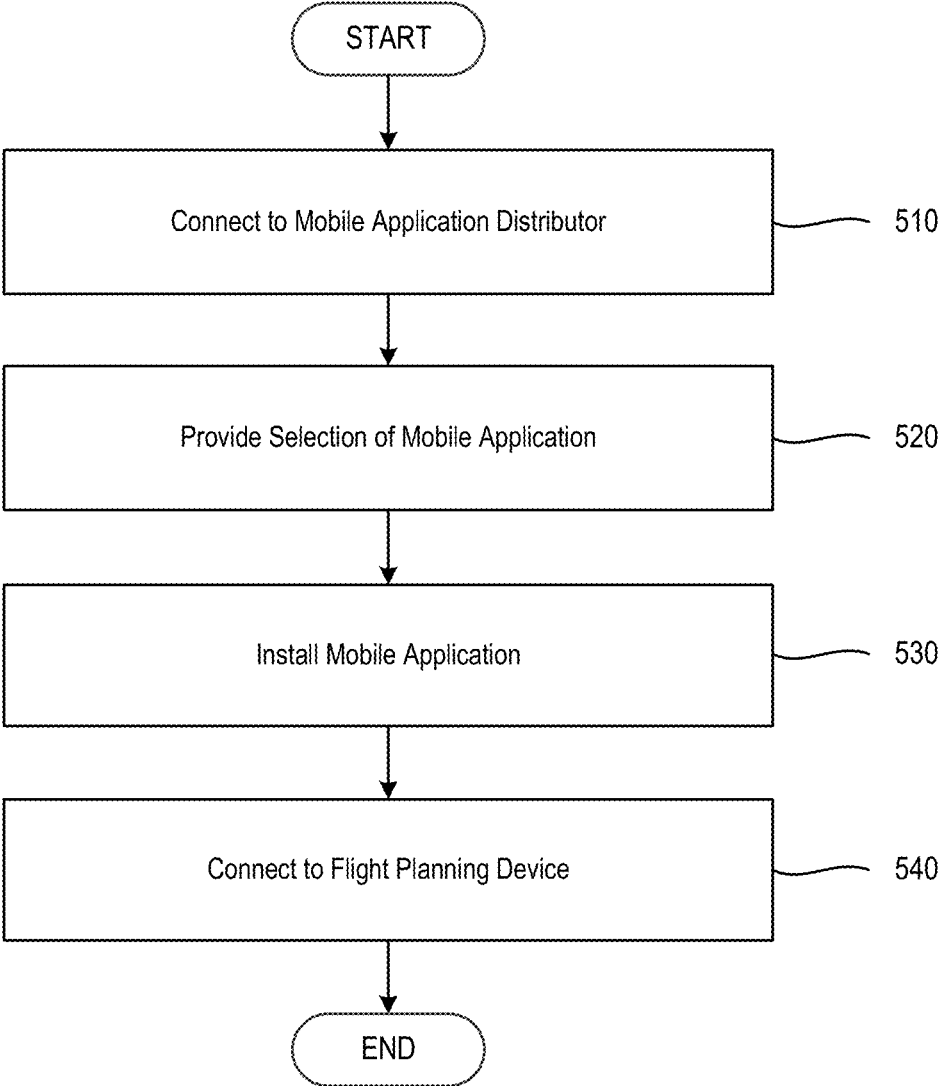 START
Connect to Mobile Application Distributor
510
Provide Selection of Mobile Application
520
Install Mobile Application
530
Connect to Flight Planning Device
540
END